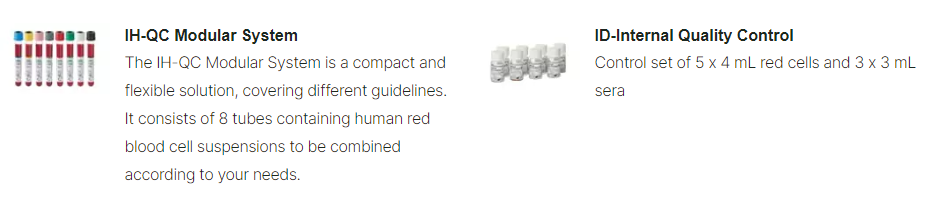 IH-QC Modular System
The IH-QC Modular System is a compact and
flexible solution, covering different guidelines.
It consists of 8 tubes containing human red
blood cell suspensions to be combined
according to your needs.
ID-Internal Quality Control
Control set of 5 x 4 mL red cells and 3 x 3 mL
sera